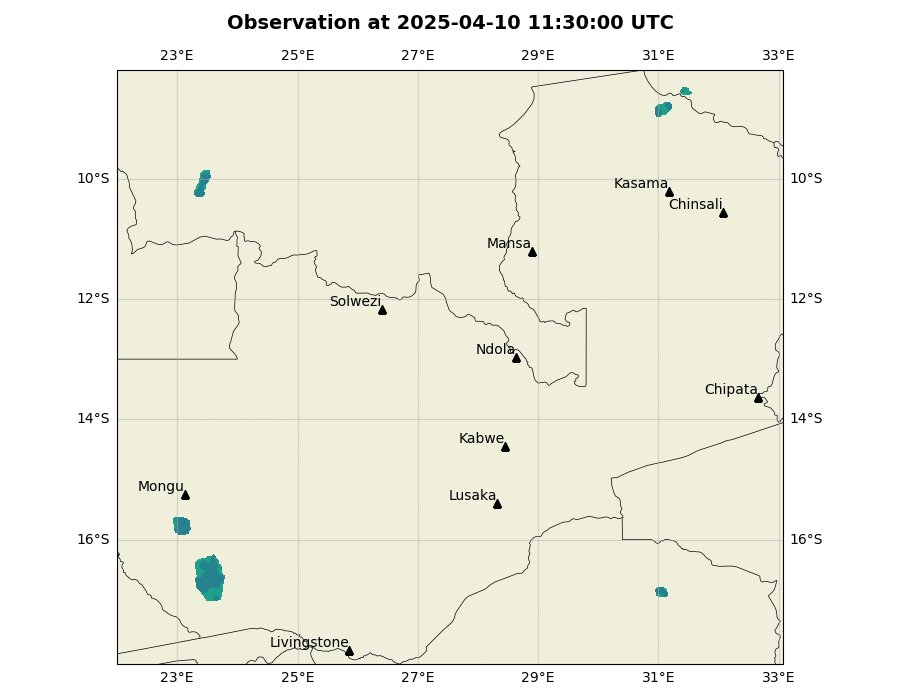 Observation at 2025-04-10 11:30:00 UTC
23°E 25°E 27°E 29°E 31°E 33°E
10°S 10°S
Kasama
Chinsali
Mansa
12°S 12°S
Solwezi
Ndola
Chipata
14°S 14°S
Kabwe
Mongu
Lusaka
16°S 16°S
Livingstone
23°E 25°E 27°E 29°E 31°E 33°E